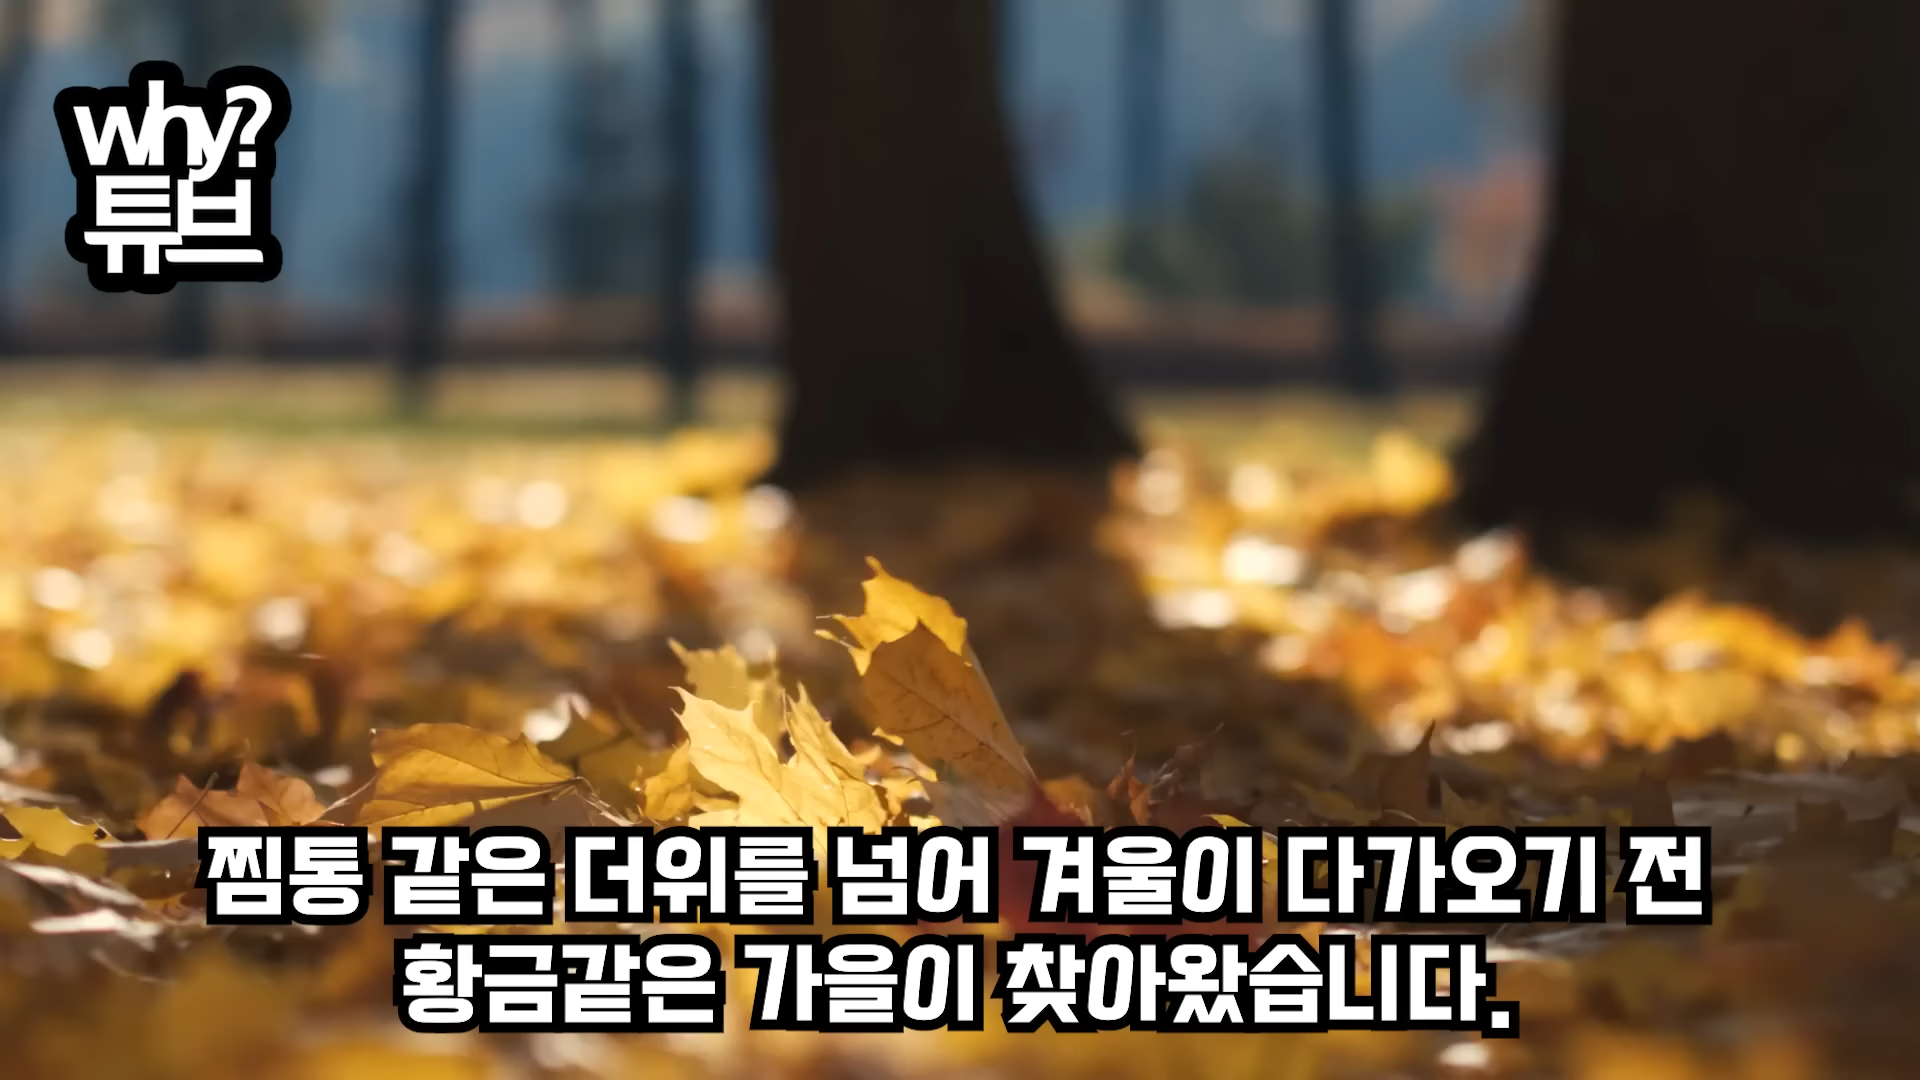 why?
튜브
찜통 같은 더위를 넘어 겨울이 다가오기 전
황금같은 가을이 찾아왔습니다.